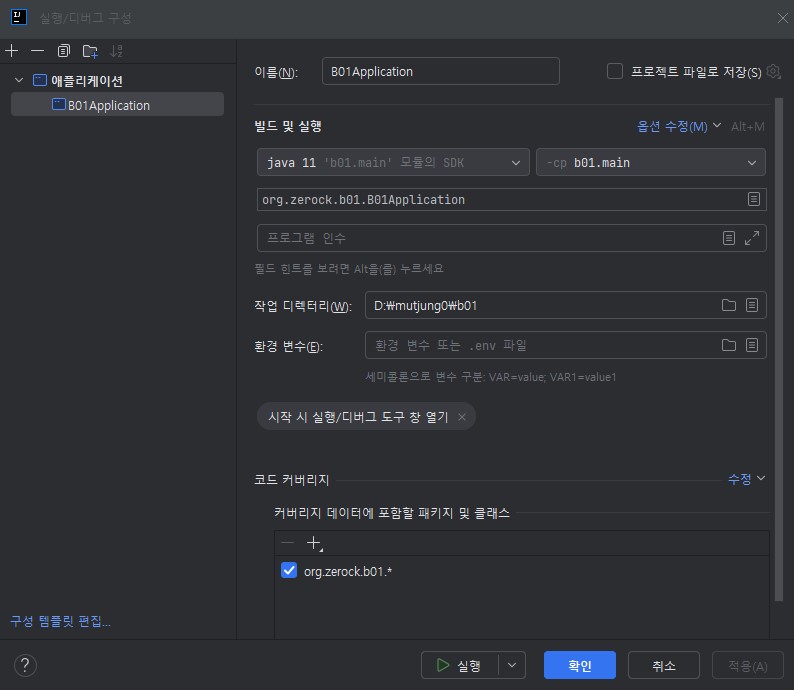 실행/디버그 구성
애플리케이션
B01Application
이름(N): B01Application 프로젝트 파일로 저장(S)
빌드 및 실행 옵션 수정(M) Alt+M
java 11 'b01.main' 모듈의 SDK -cp b01.main
org.zerock.b01.B01Application
프로그램 인수
필드 힌트를 보려면 Alt을(를) 누르세요
작업 디렉터리(W): D:₩mutjung0₩b01
환경 변수(E): 환경 변수 또는 .env 파일
세미콜론으로 변수 구분: VAR=value; VAR1=value1
시작 시 실행/디버그 도구 창 열기
코드 커버리지 수정
커버리지 데이터에 포함할 패키지 및 클래스
org.zerock.b01.*
구성 템플릿 편집...
? 실행 확인 취소 적용(A)